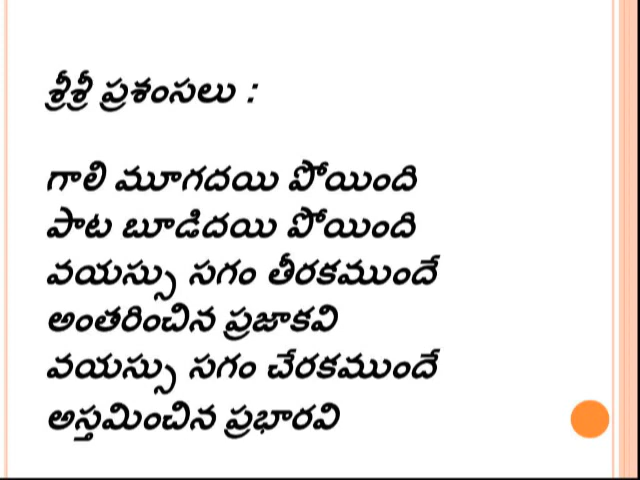 శ్రీశ్రీ ప్రశంసలు :
గాలి మూగదయి పోయింది
పాట బూడిదయి పోయింది
వయస్సు సగం తీరకముందే
అంతరించిన ప్రజాకవి
వయస్సు సగం చేరకముందే
అస్తమించిన ప్రభారవి